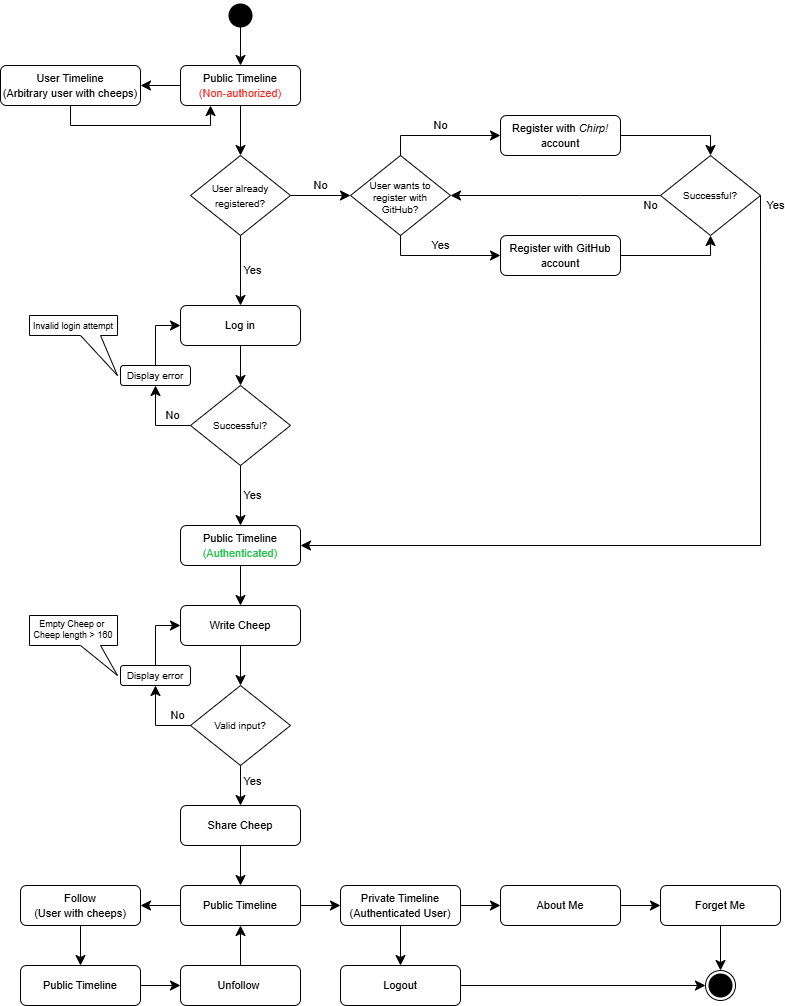 User Timeline
(Arbitrary user with cheeps)
Public Timeline
(Non-authorized)
User already
registered?
No
User wants to
register with
GitHub?
No
Register with Chirp!
account
Successful?
No
Yes
Yes
Register with GitHub
account
Yes
Log in
Invalid login attempt
Display error
No
Successful?
Yes
Public Timeline
(Authenticated)
Write Cheep
Empty Cheep or
Cheep length > 160
Display error
No
Valid input?
Yes
Share Cheep
Follow
(User with cheeps)
Public Timeline
Private Timeline
(Authenticated User)
About Me
Forget Me
Public Timeline
Unfollow
Logout